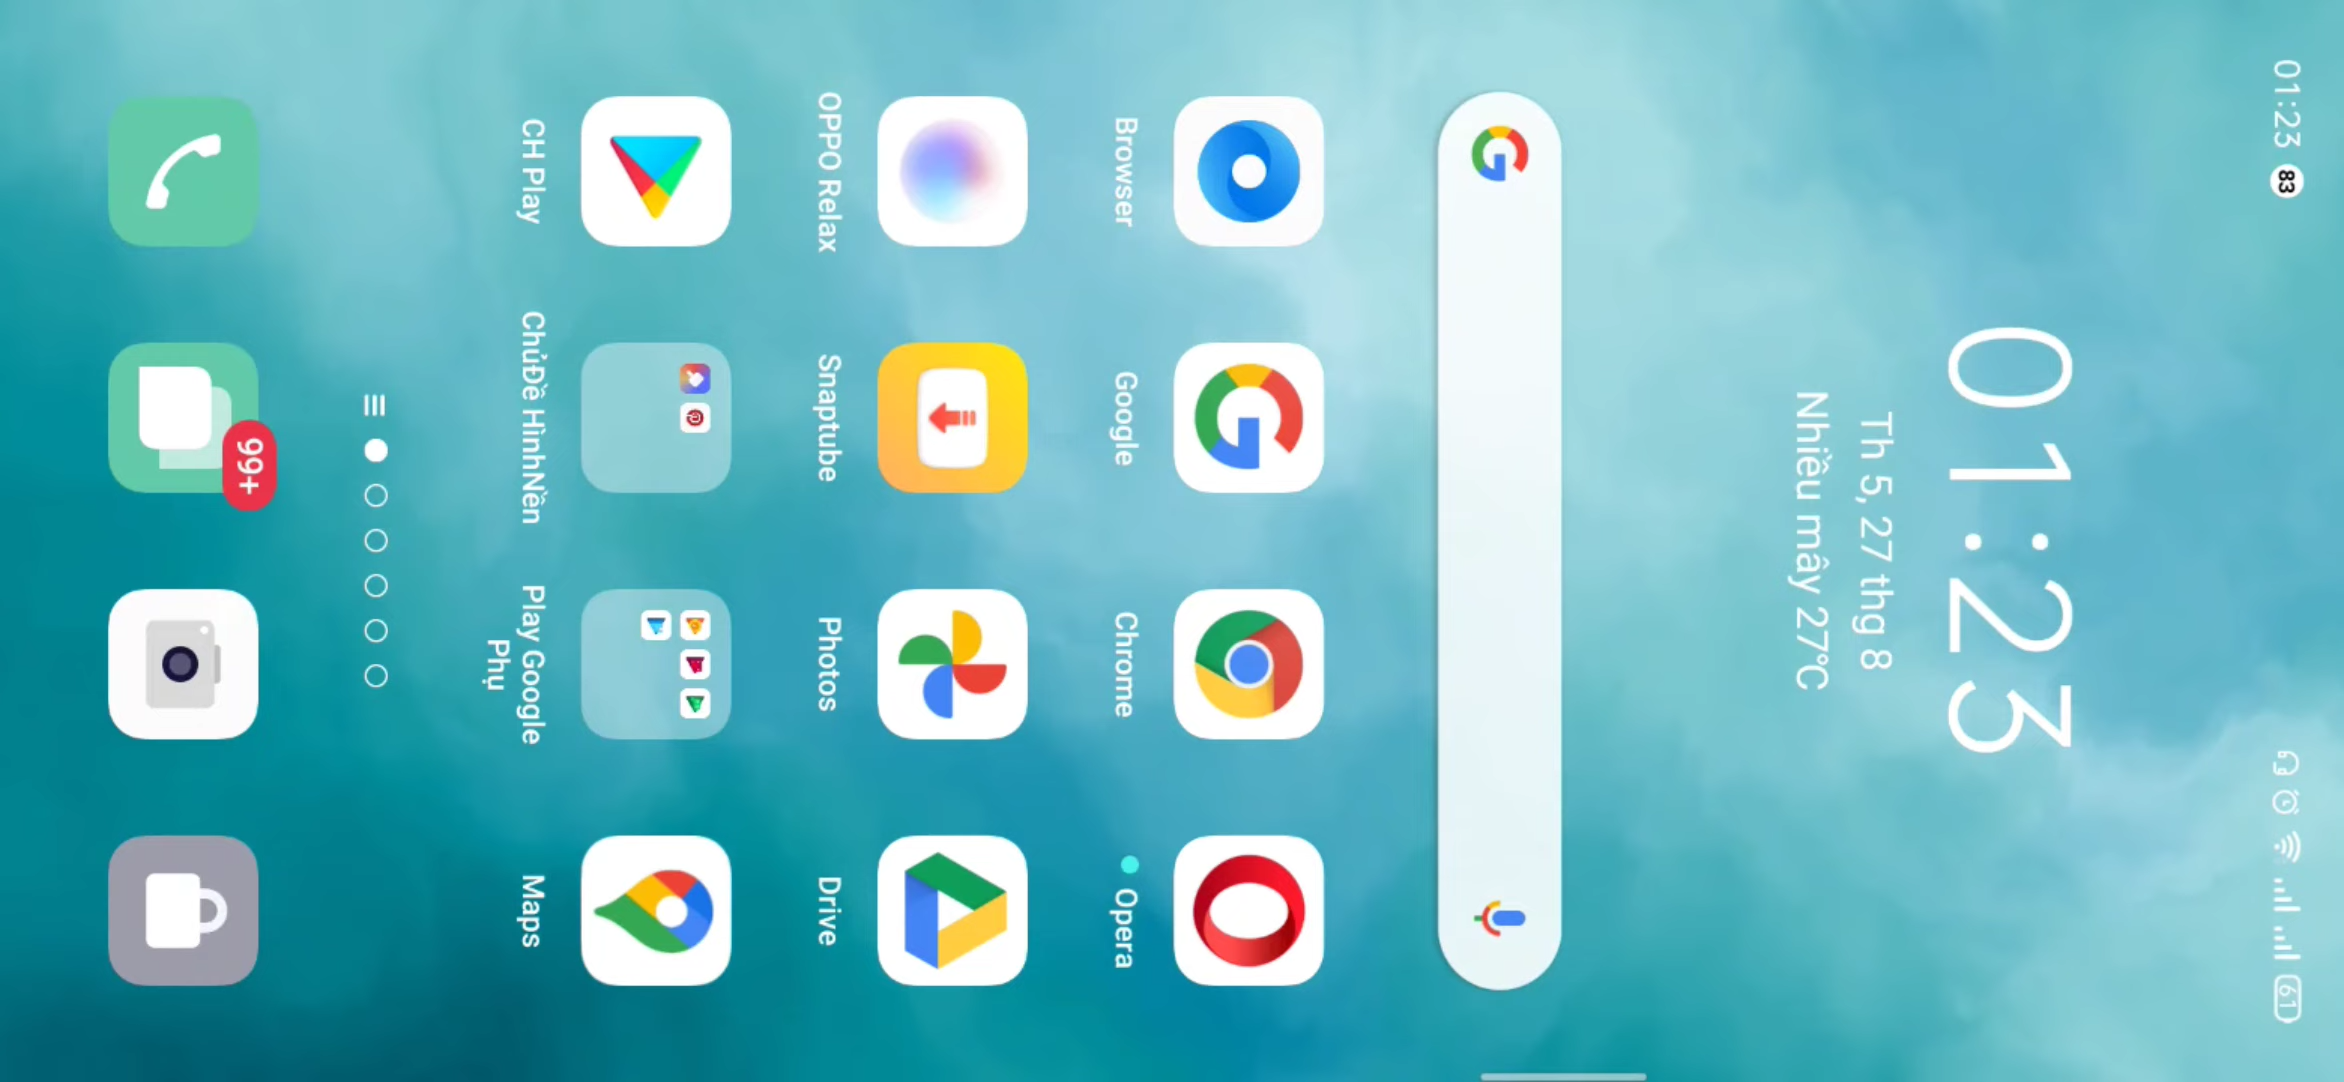 01:23 83
61
01:23
Th 5, 27 thg 8
Nhiều mây 27°C
Browser
Google
Chrome
Opera
OPPO Relax
Snaptube
Photos
Drive
CH Play
ChủĐề HìnhNền
Play Google
Phụ
Maps
99+